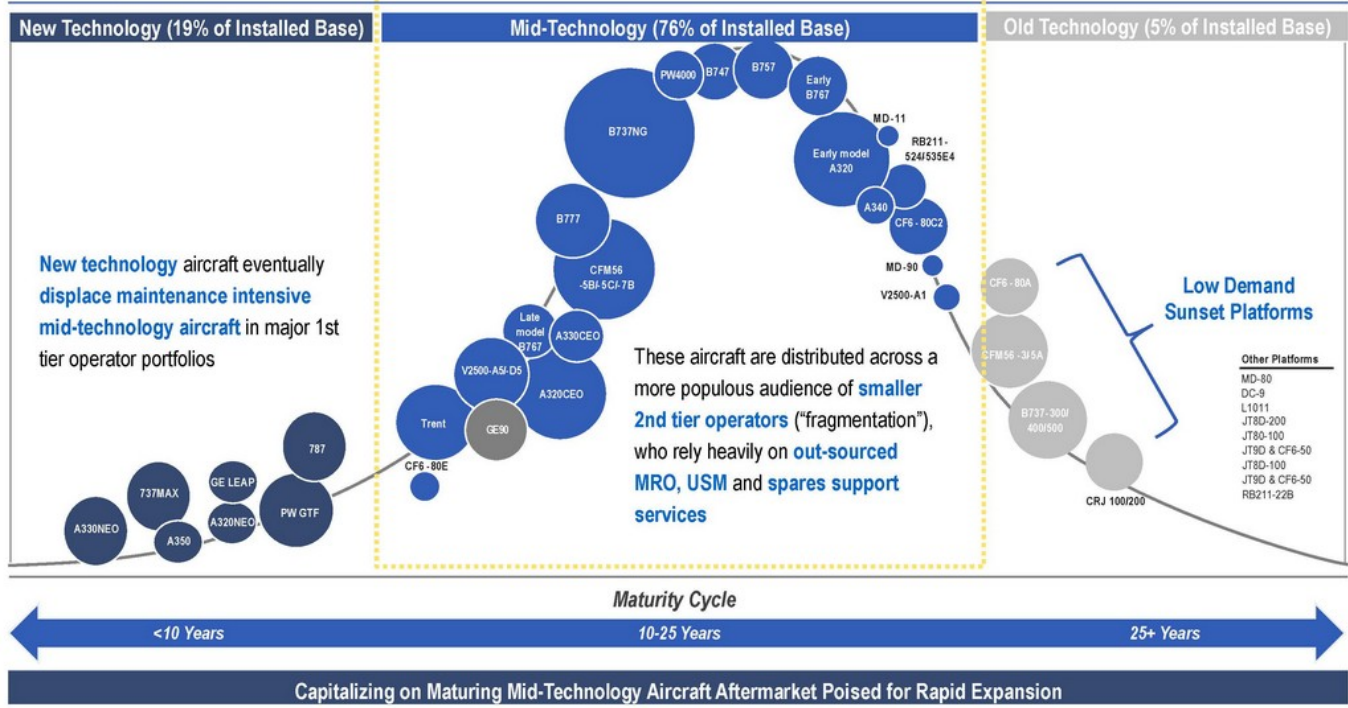 New Technology (19% of Installed Base)
Mid-Technology (76% of Installed Base)
Old Technology (5% of Installed Base)
New technology aircraft eventually
displace maintenance intensive
mid-technology aircraft in major 1st
tier operator portfolios
A330NEO
737MAX
A350
GE LEAP
A320NEO
787
PW GTF
CF6 -80E
Trent
GE90
V2500-A5/-D5
Late
model
B767
A330CEO
A320CEO
CFM56
-5B/-5C/-7B
B777
B737NG
PW4000
B747
B757
Early
B767
MD-11
Early model
A320
RB211-
524/535E4
A340
CF6 - 80C2
MD-90
V2500-A1
These aircraft are distributed across a
more populous audience of smaller
2nd tier operators (“fragmentation”),
who rely heavily on out-sourced
MRO, USM and spares support
services
CF6 - 80A
CFM56 -3/5A
B737 -300/
400/500
CRJ 100/200
Low Demand
Sunset Platforms
Other Platforms
MD-80
DC-9
L1011
JT8D-200
JT80-100
JT9D & CF6-50
JT8D-100
JT9D & CF6-50
RB211-22B
Maturity Cycle
<10 Years
10-25 Years
25+ Years
Capitalizing on Maturing Mid-Technology Aircraft Aftermarket Poised for Rapid Expansion